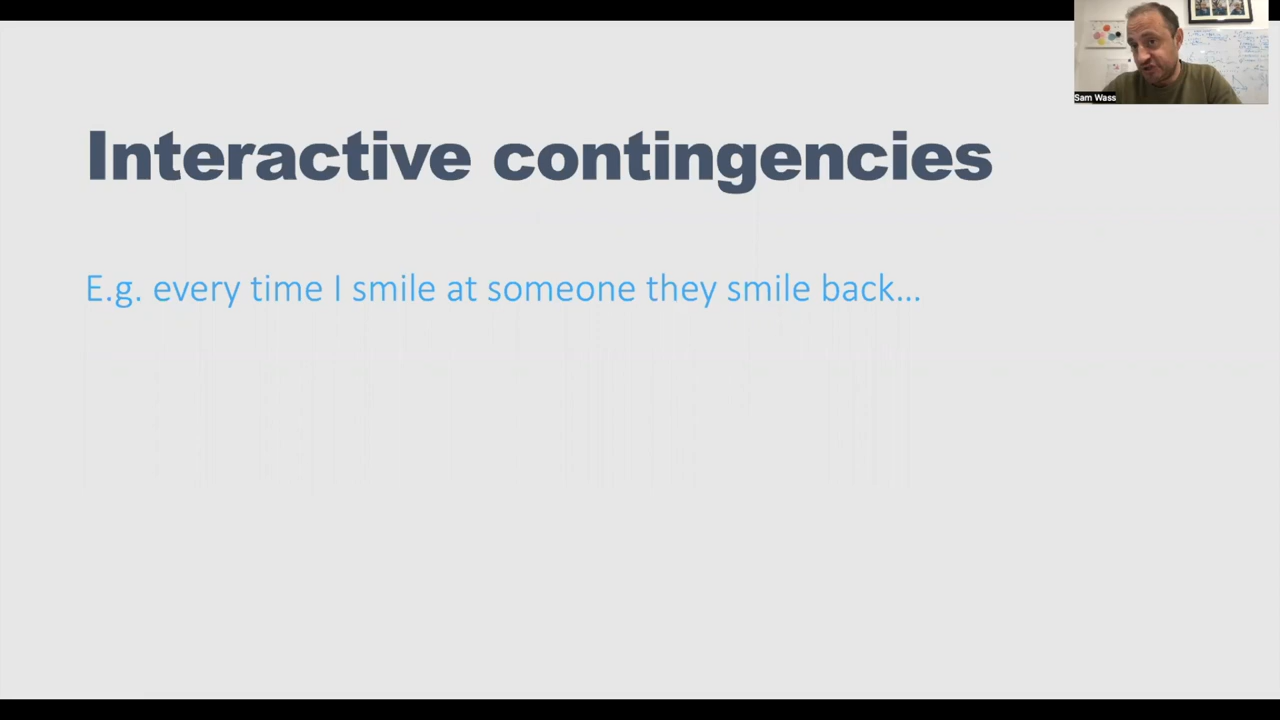 Sam Wass
Interactive contingencies
E.g. every time I smile at someone they smile back...